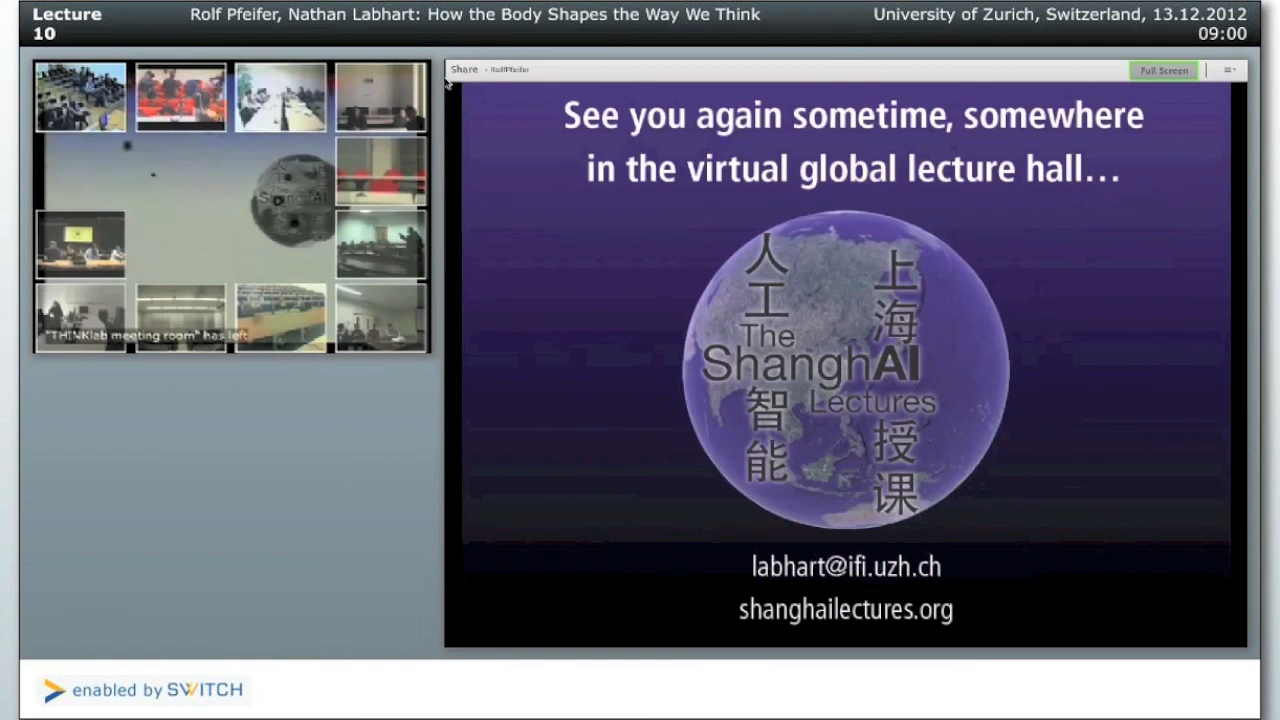 Lecture
10
Rolf Pfeifer, Nathan Labhart: How the Body Shapes the Way We Think
University of Zurich, Switzerland, 13.12.2012
09:00
Share - RolfPfeifer
Full Screen
See you again sometime, somewhere
in the virtual global lecture hall...
人工智能
上海授课
The
ShanghAI
Lectures
ShanghAI
"THINKlab meeting room" has left
labhart@ifi.uzh.ch
shanghailectures.org
enabled by SWITCH